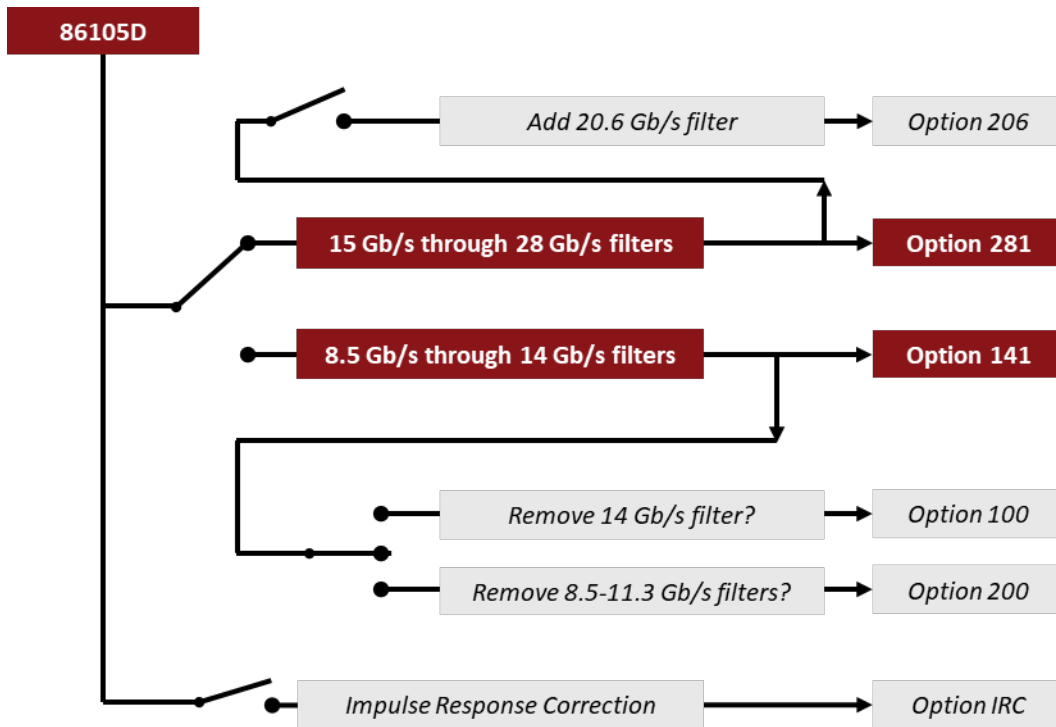 86105D
Add 20.6 Gb/s filter
Option 206
15 Gb/s through 28 Gb/s filters
Option 281
8.5 Gb/s through 14 Gb/s filters
Option 141
Remove 14 Gb/s filter?
Option 100
Remove 8.5-11.3 Gb/s filters?
Option 200
Impulse Response Correction
Option IRC